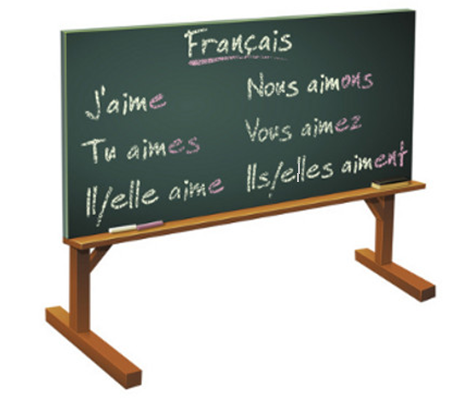 Français
J'aime
Tu aimes
Il/elle aime
Nous aimons
Vous aimez
Ils/elles aiment